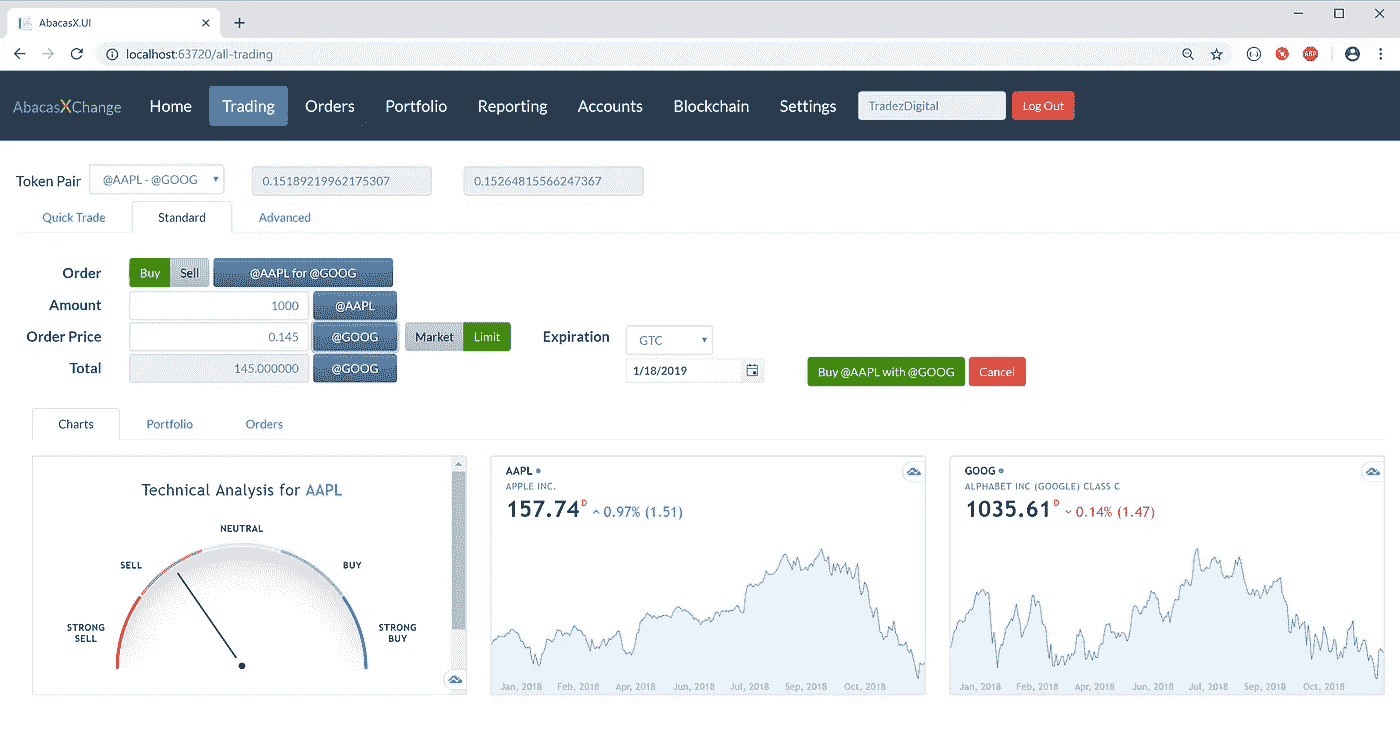 AbacasX.UI
localhost:63720/all-trading
ABP
AbacasXChange Home Trading Orders Portfolio Reporting Accounts Blockchain Settings TradezDigital Log Out
Token Pair @AAPL - @GOOG 0.15189219962175307 0.15264815566247367
Quick Trade Standard Advanced
Order Buy Sell @AAPL for @GOOG
Amount 1000 @AAPL
Order Price 0.145 @GOOG Market Limit Expiration GTC
Total 145.000000 @GOOG 1/18/2019 Buy @AAPL with @GOOG Cancel
Charts Portfolio Orders
Technical Analysis for AAPL
NEUTRAL
SELL BUY
STRONG SELL STRONG BUY
AAPL
APPLE INC.
157.74 D 0.97% (1.51)
Jan, 2018 Feb, 2018 Apr, 2018 Jun, 2018 Jul, 2018 Sep, 2018 Oct, 2018
GOOG
ALPHABET INC (GOOGLE) CLASS C
1035.61 D 0.14% (1.47)
Jan, 2018 Feb, 2018 Apr, 2018 Jun, 2018 Jul, 2018 Sep, 2018 Oct, 2018